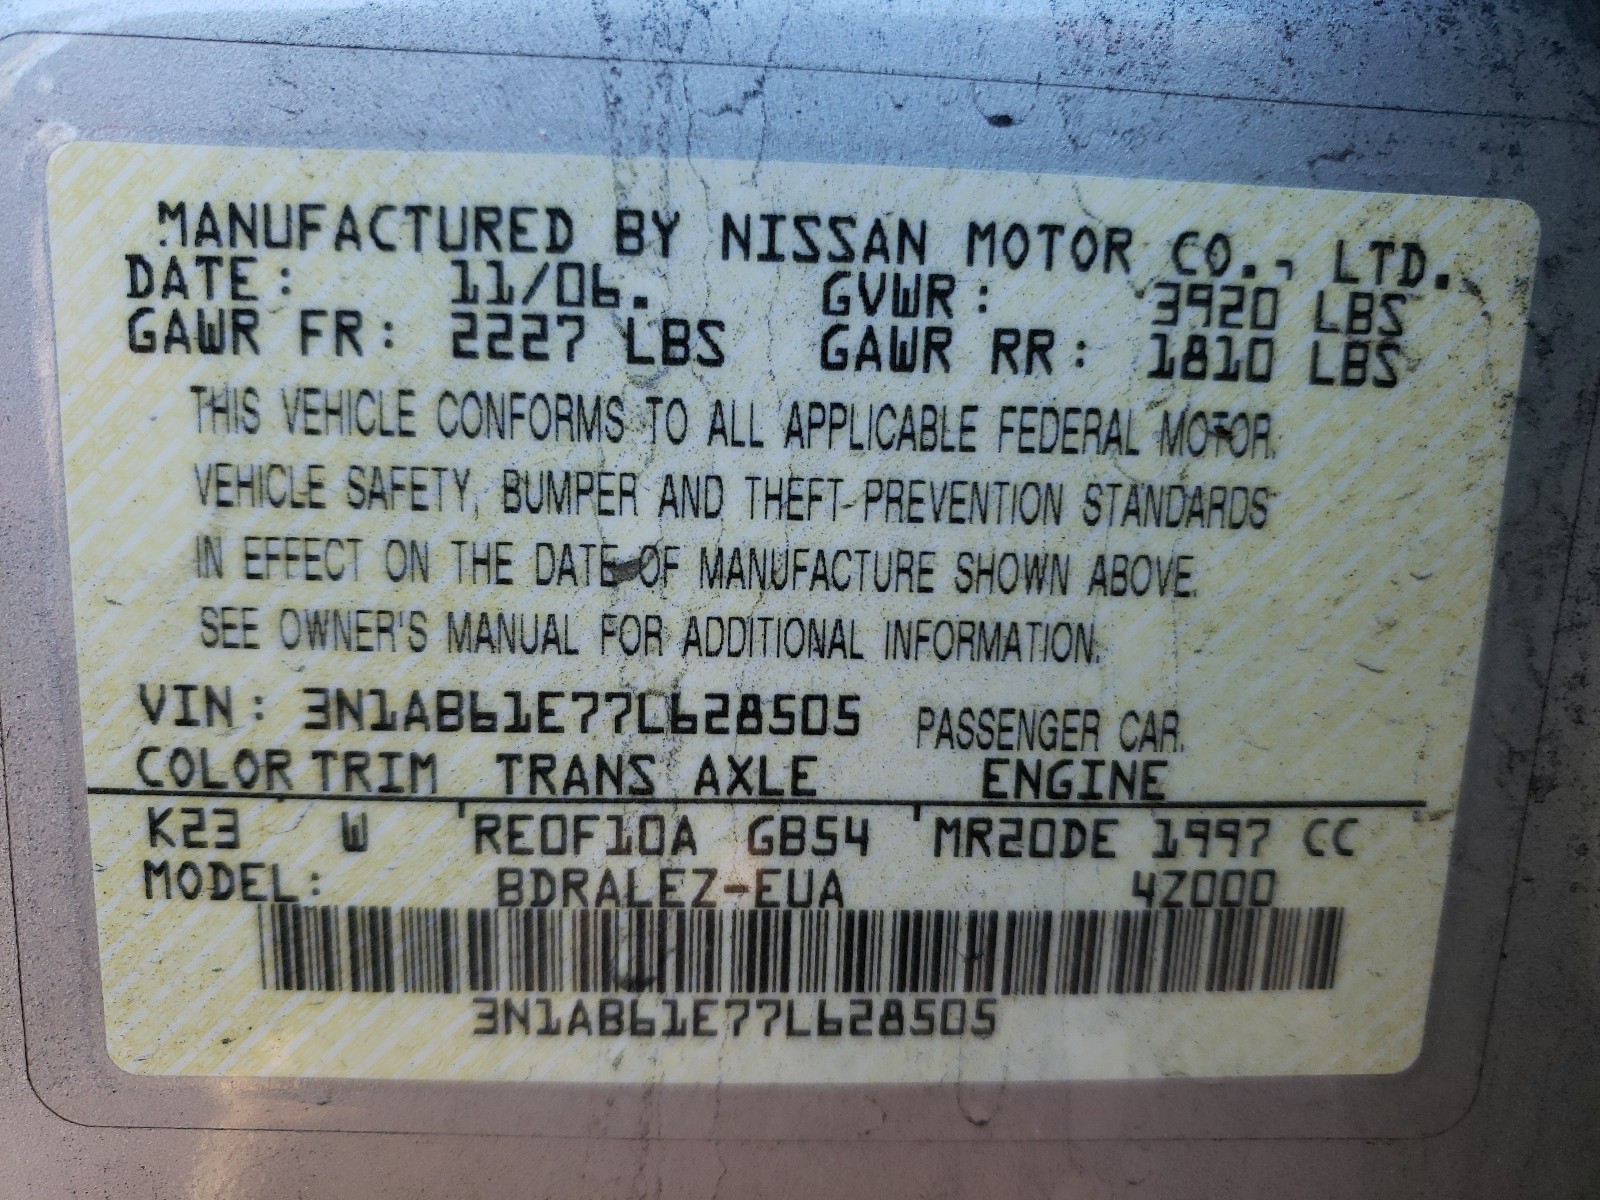 MANUFACTURED BY NISSAN MOTOR CO., LTD.
DATE: 11/06. GVWR: 3920 LBS
GAWR FR: 2227 LBS GAWR RR: 1810 LBS
THIS VEHICLE CONFORMS TO ALL APPLICABLE FEDERAL MOTOR
VEHICLE SAFETY, BUMPER AND THEFT PREVENTION STANDARDS
IN EFFECT ON THE DATE OF MANUFACTURE SHOWN ABOVE.
SEE OWNER'S MANUAL FOR ADDITIONAL INFORMATION.
VIN: 3N1AB61E77L628505 PASSENGER CAR.
COLOR TRIM TRANS AXLE ENGINE
K23 W RE0F10A GB54 MR20DE 1997 CC
MODEL: BDRALEZ-EUA 4Z000
3N1AB61E77L628505